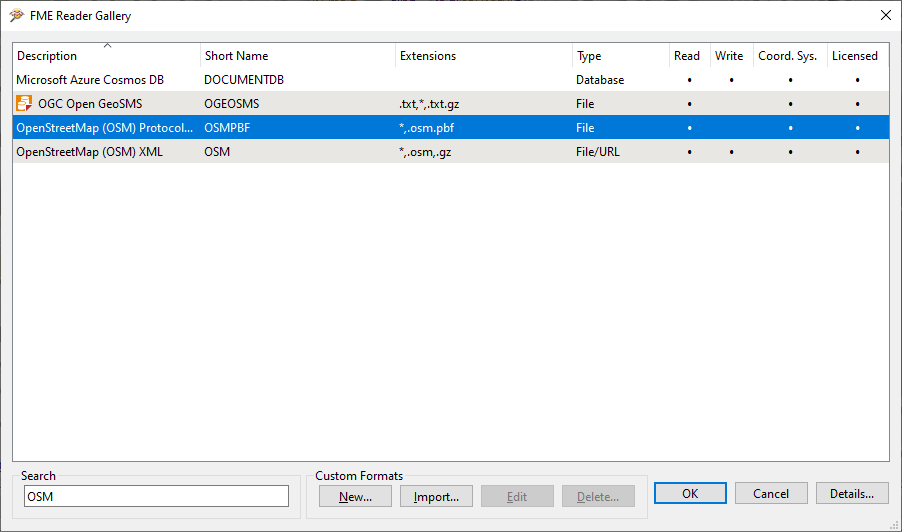 FME Reader Gallery
Description Short Name Extensions Type Read Write Coord. Sys. Licensed
Microsoft Azure Cosmos DB DOCUMENTDB Database • • • •
OGC Open GeoSMS OGEOSMS .txt,*,.txt.gz File • • •
OpenStreetMap (OSM) Protocol... OSMPBF *,.osm.pbf File • • •
OpenStreetMap (OSM) XML OSM *,.osm,.gz File/URL • • • •
Search
OSM
Custom Formats
New... Import... Edit Delete...
OK Cancel Details...